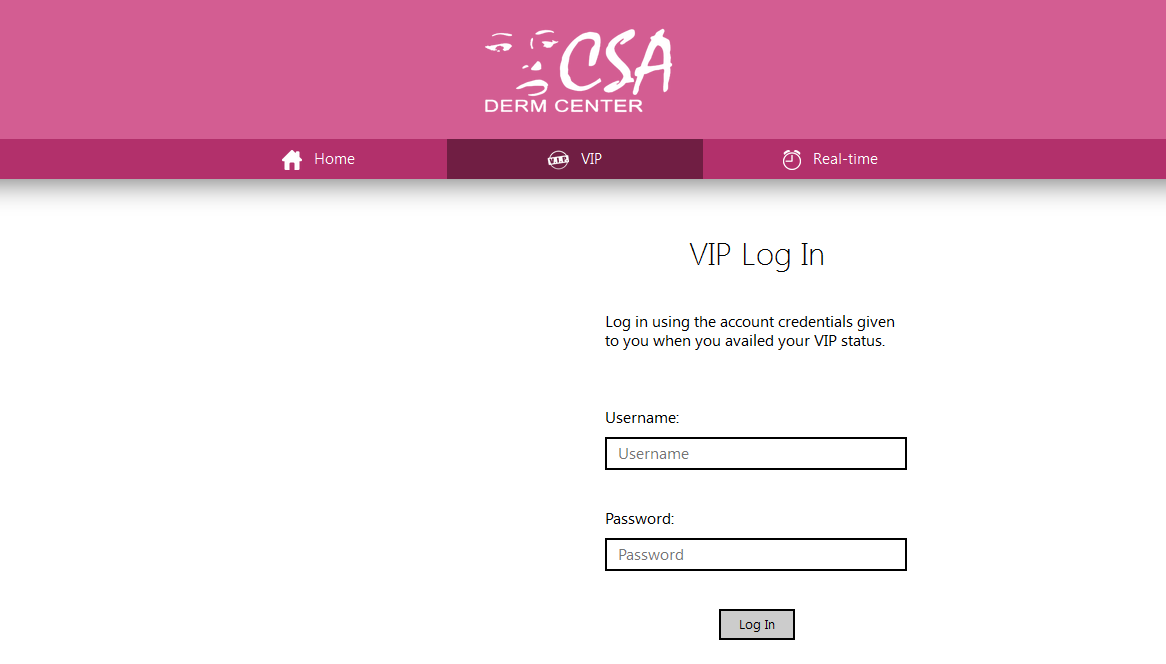 CSA
DERM CENTER
Home
VIP
VIP
Real-time
VIP Log In
Log in using the account credentials given
to you when you availed your VIP status.
Username:
Username
Password:
Password
Log In